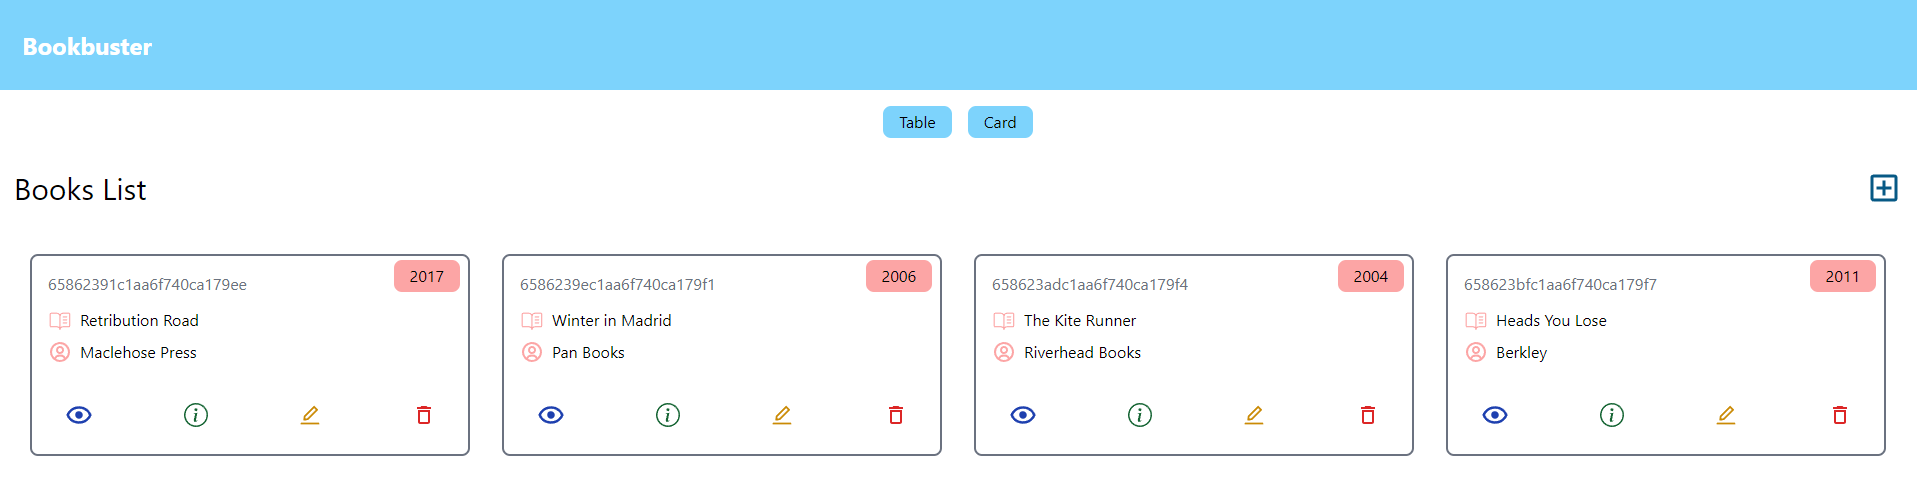 Bookbuster
Table
Card
Books List
65862391c1aa6f740ca179ee
2017
Retribution Road
Maclehose Press
6586239ec1aa6f740ca179f1
2006
Winter in Madrid
Pan Books
658623adc1aa6f740ca179f4
2004
The Kite Runner
Riverhead Books
658623bfc1aa6f740ca179f7
2011
Heads You Lose
Berkley